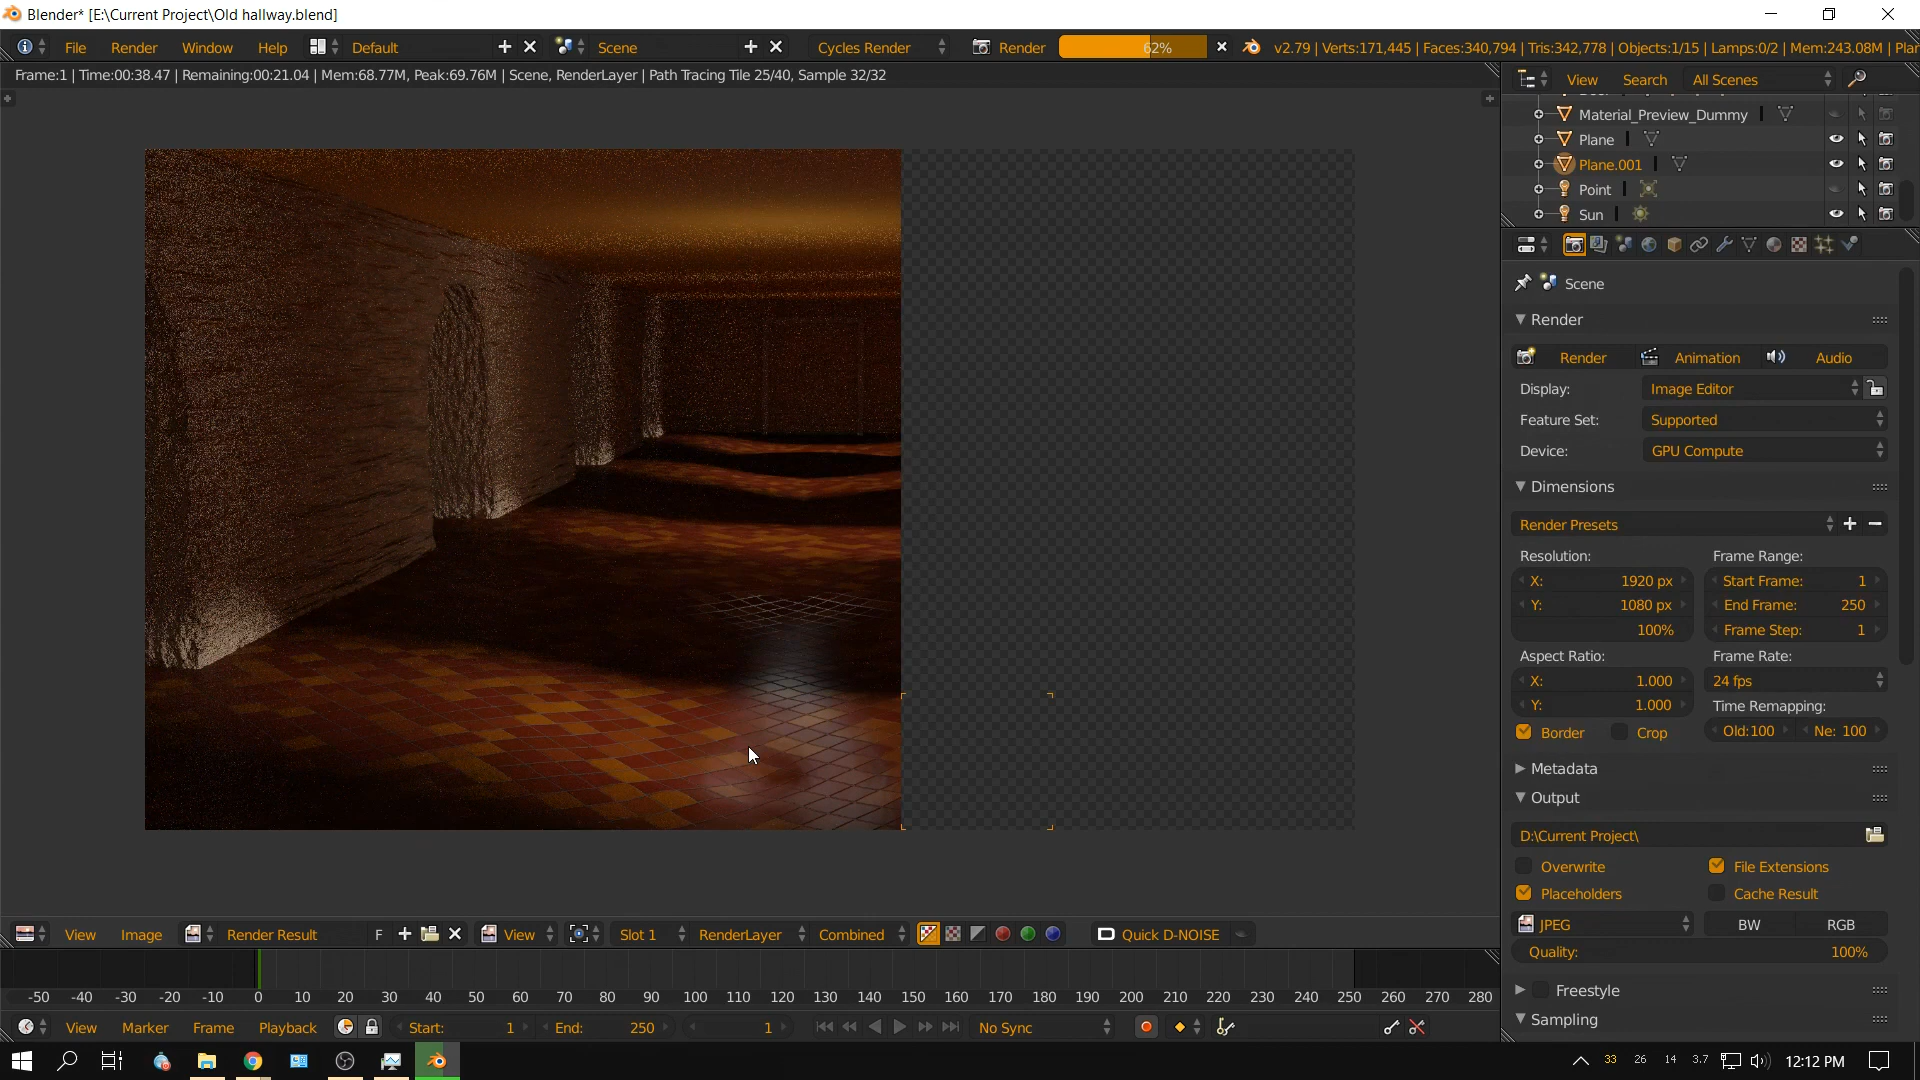 Blender* [E:\Current Project\Old hallway.blend]
File Render Window Help Default Scene Cycles Render Render 62% v2.79 | Verts:171,445 | Faces:340,794 | Tris:342,778 | Objects:1/15 | Lamps:0/2 | Mem:243.08M | Plan
Frame:1 | Time:00:38.47 | Remaining:00:21.04 | Mem:68.77M, Peak:69.76M | Scene, RenderLayer | Path Tracing Tile 25/40, Sample 32/32
View Search All Scenes
Material_Preview_Dummy
Plane
Plane.001
Point
Sun
Scene
Render
Render Animation Audio
Display: Image Editor
Feature Set: Supported
Device: GPU Compute
Dimensions
Render Presets
Resolution: Frame Range:
X: 1920 px Start Frame: 1
Y: 1080 px End Frame: 250
100% Frame Step: 1
Aspect Ratio: Frame Rate:
X: 1.000 24 fps
Y: 1.000 Time Remapping:
Border Crop Old:100 Ne: 100
Metadata
Output
D:\Current Project\
Overwrite File Extensions
Placeholders Cache Result
JPEG BW RGB
Quality: 100%
Freestyle
Sampling
View Image Render Result F View Slot 1 RenderLayer Combined Quick D-NOISE
-50 -40 -30 -20 -10 0 10 20 30 40 50 60 70 80 90 100 110 120 130 140 150 160 170 180 190 200 210 220 230 240 250 260 270 280
View Marker Frame Playback Start: 1 End: 250 1 No Sync
33 26 14 3.7 12:12 PM